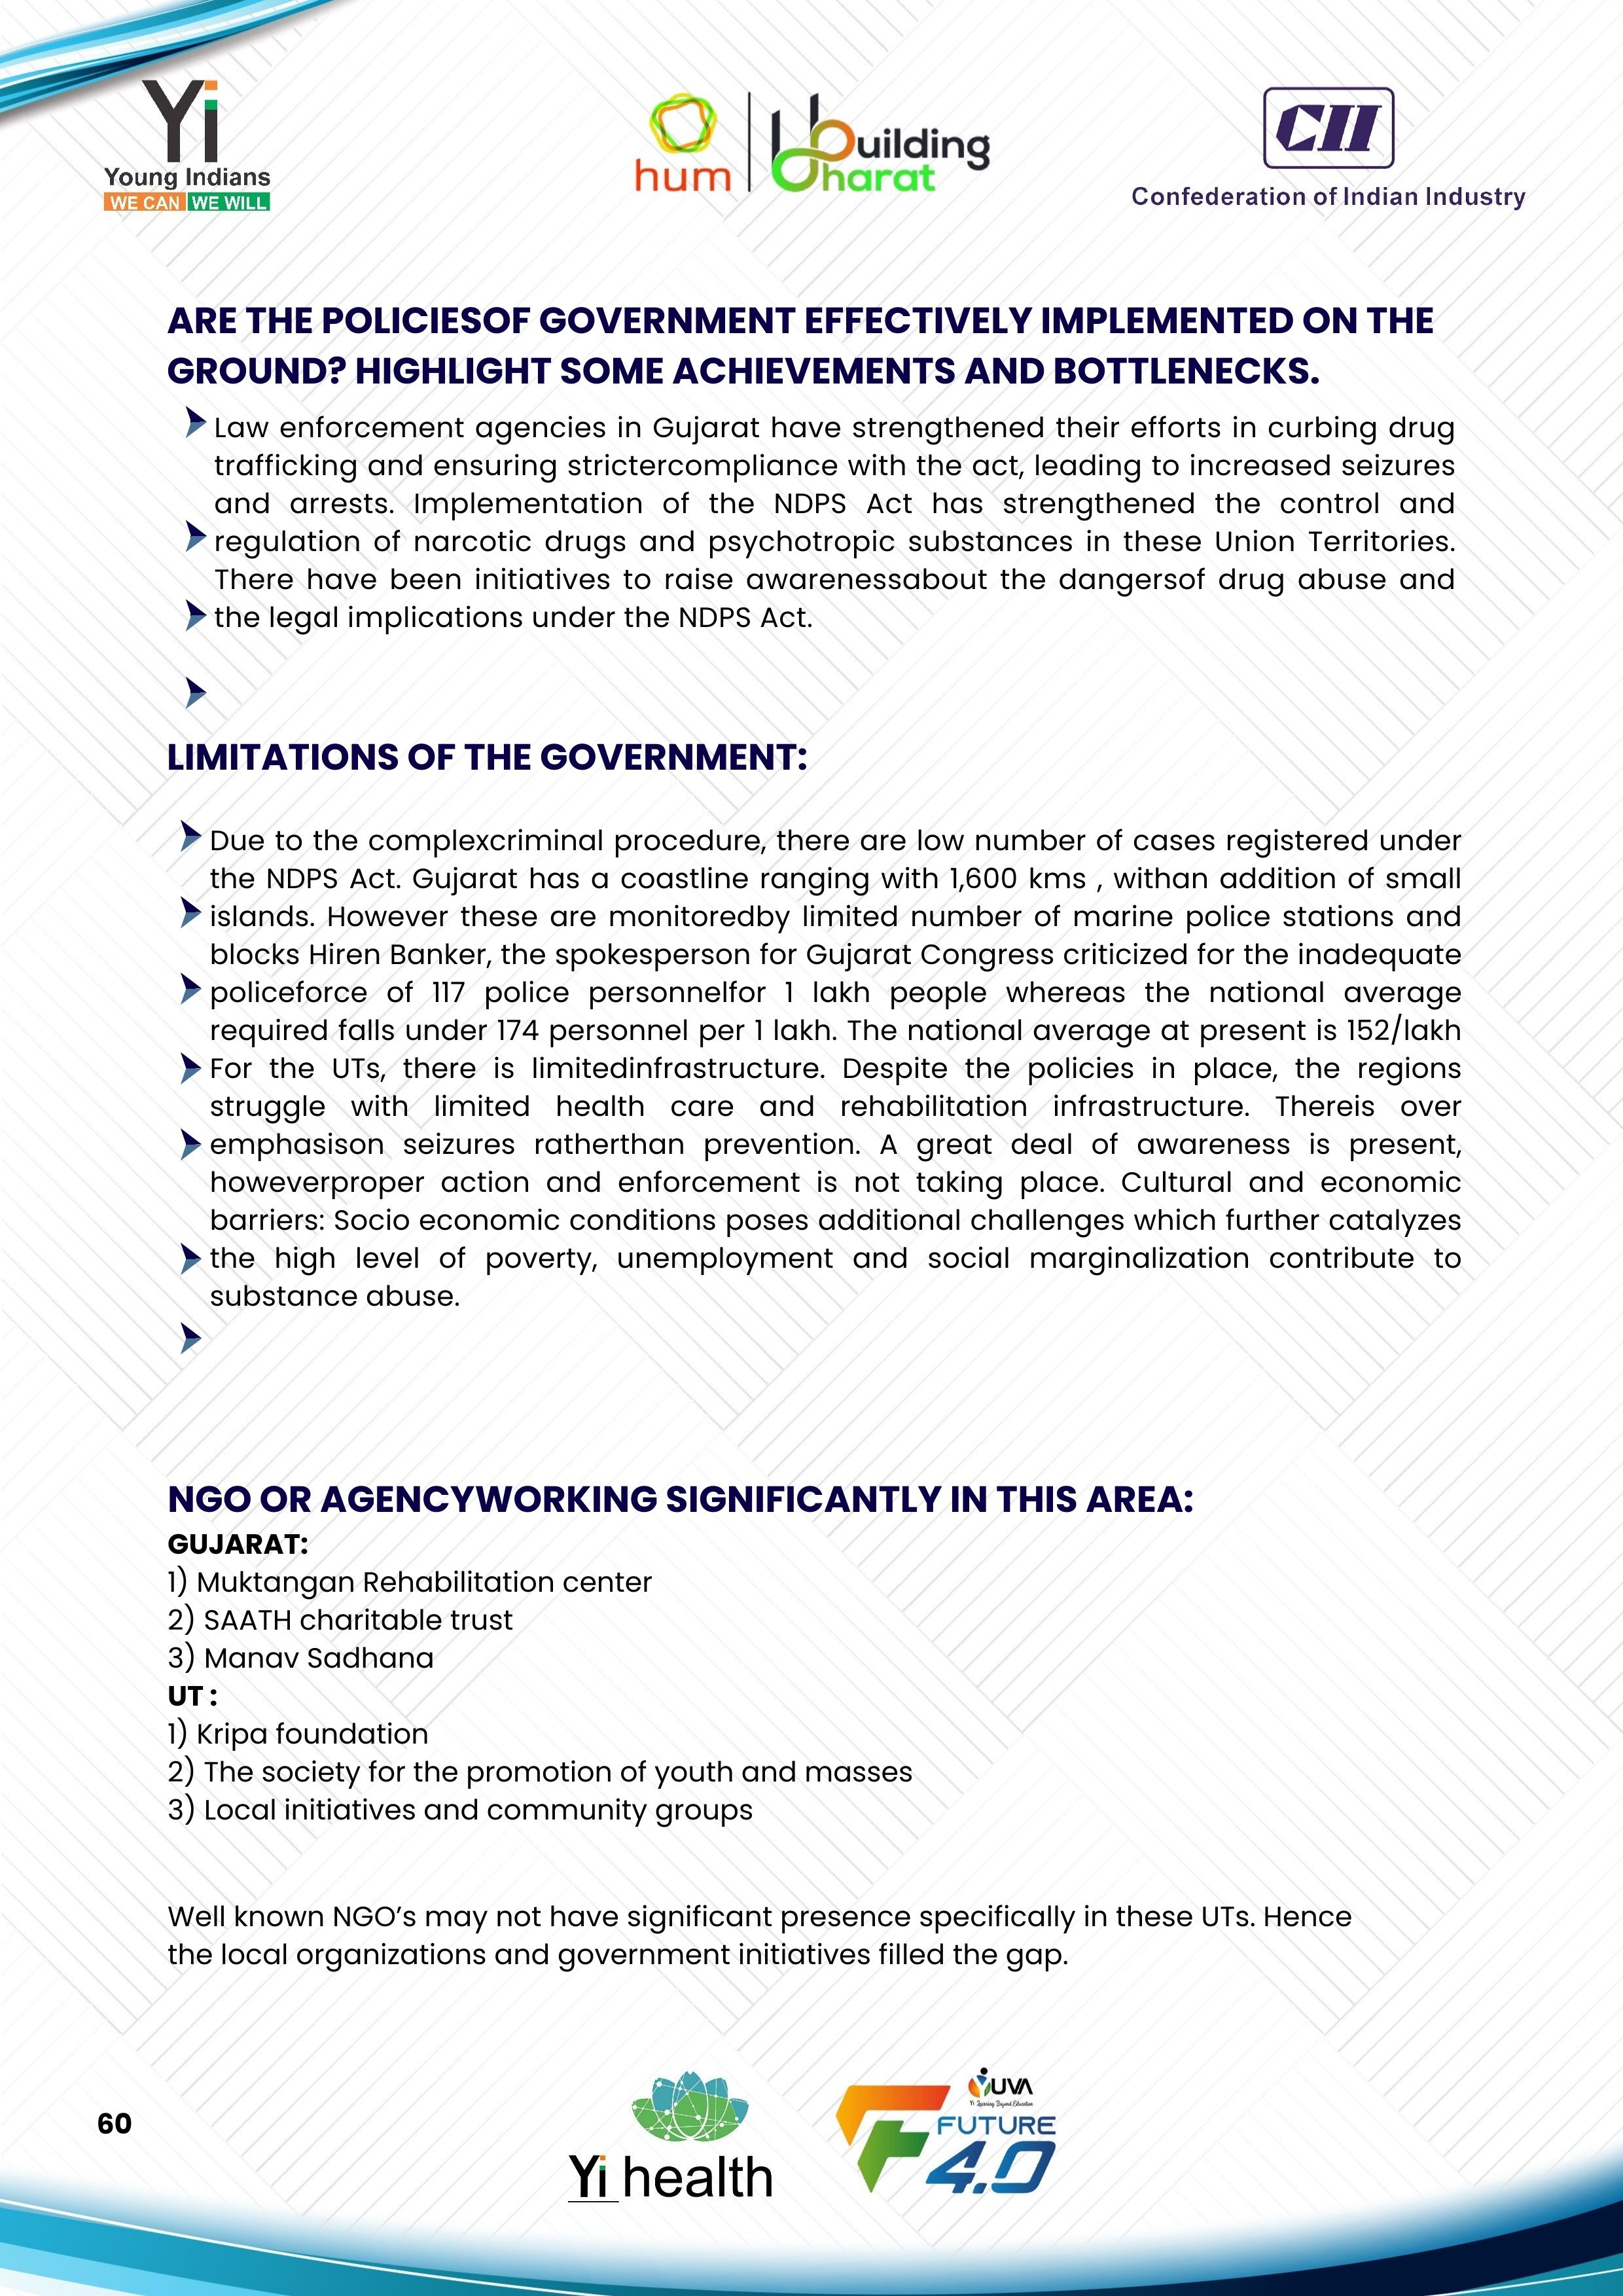 Yi
Young Indians
WE CAN WE WILL
hum
Building
Bharat
CII
Confederation of Indian Industry
ARE THE POLICIESOF GOVERNMENT EFFECTIVELY IMPLEMENTED ON THE
GROUND? HIGHLIGHT SOME ACHIEVEMENTS AND BOTTLENECKS.
Law enforcement agencies in Gujarat have strengthened their efforts in curbing drug
trafficking and ensuring strictercompliance with the act, leading to increased seizures
and arrests. Implementation of the NDPS Act has strengthened the control and
regulation of narcotic drugs and psychotropic substances in these Union Territories.
There have been initiatives to raise awarenessabout the dangersof drug abuse and
the legal implications under the NDPS Act.
LIMITATIONS OF THE GOVERNMENT:
Due to the complexcriminal procedure, there are low number of cases registered under
the NDPS Act. Gujarat has a coastline ranging with 1,600 kms , withan addition of small
islands. However these are monitoredby limited number of marine police stations and
blocks Hiren Banker, the spokesperson for Gujarat Congress criticized for the inadequate
policeforce of 117 police personnelfor 1 lakh people whereas the national average
required falls under 174 personnel per 1 lakh. The national average at present is 152/lakh
For the UTs, there is limitedinfrastructure. Despite the policies in place, the regions
struggle with limited health care and rehabilitation infrastructure. Thereis over
emphasison seizures ratherthan prevention. A great deal of awareness is present,
howeverproper action and enforcement is not taking place. Cultural and economic
barriers: Socio economic conditions poses additional challenges which further catalyzes
the high level of poverty, unemployment and social marginalization contribute to
substance abuse.
NGO OR AGENCYWORKING SIGNIFICANTLY IN THIS AREA:
GUJARAT:
1) Muktangan Rehabilitation center
2) SAATH charitable trust
3) Manav Sadhana
UT :
1) Kripa foundation
2) The society for the promotion of youth and masses
3) Local initiatives and community groups
Well known NGO’s may not have significant presence specifically in these UTs. Hence
the local organizations and government initiatives filled the gap.
60
Yi health
YUVA
Yi Learning Beyond Education
FUTURE
4.0